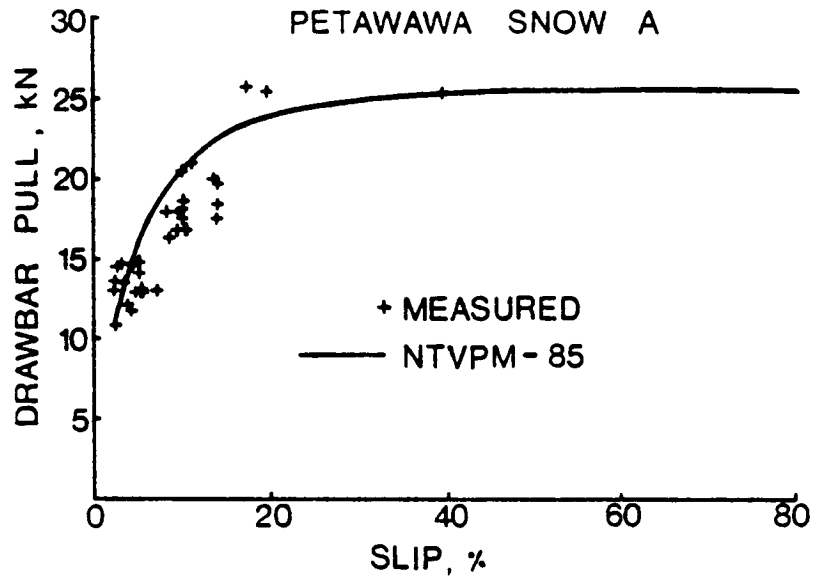 PETAWAWA SNOW A
DRAWBAR PULL, kN
30
25
20
15
10
5
+ MEASURED
NTVPM-85
0 20 40 60 80
SLIP, %